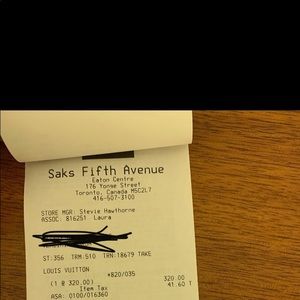 Saks Fifth Avenue
Eaton Centre
176 Yonge Street
Toronto, Canada M5C2L7
416-507-3100
STORE MGR: Stevie Hawthorne
ASSOC: 816251 Laura
ST:356 TRM:510 TRN:18679 TAKE
LOUIS VUITTON *820/035
(1 @ 320.00) 320.00
Item Tax 41.60 T
ASA: 0100/016360